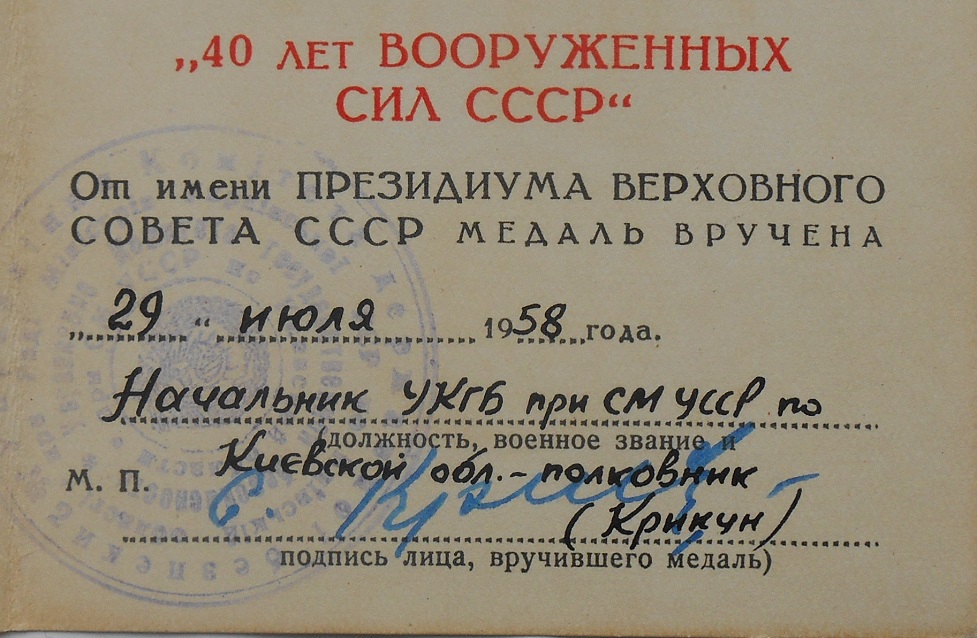 „40 ЛЕТ ВООРУЖЕННЫХ
СИЛ СССР“
От имени ПРЕЗИДИУМА ВЕРХОВНОГО
СОВЕТА СССР МЕДАЛЬ ВРУЧЕНА
„29“ июля 1958 года.
Начальник УКГБ при СМ УССР по
(должность, военное звание и
М. П. Киевской обл. - полковник
(Крикун)
подпись лица, вручившего медаль)